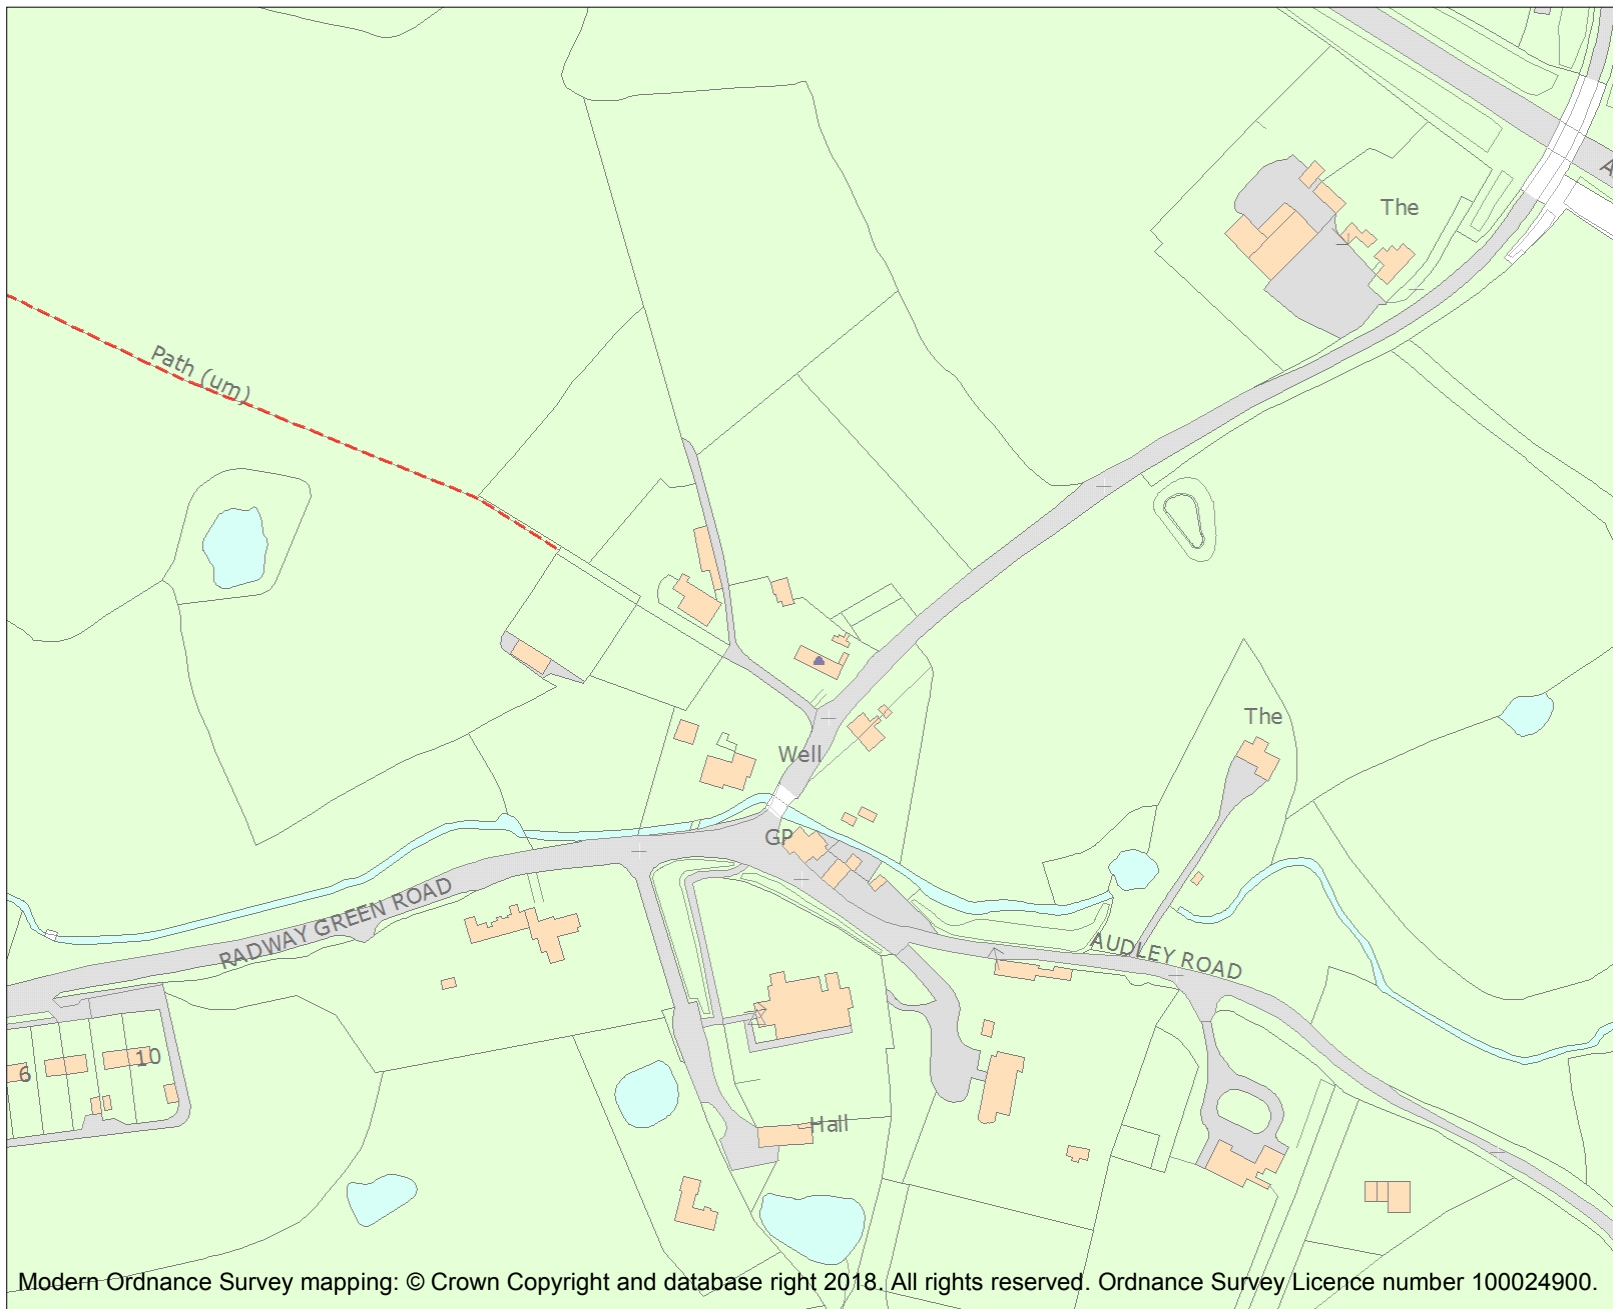 A
The
Path (um)
The
Well
GP
RADWAY GREEN ROAD
AUDLEY ROAD
10
6
Hall
Modern Ordnance Survey mapping: © Crown Copyright and database right 2018. All rights reserved. Ordnance Survey Licence number 100024900.